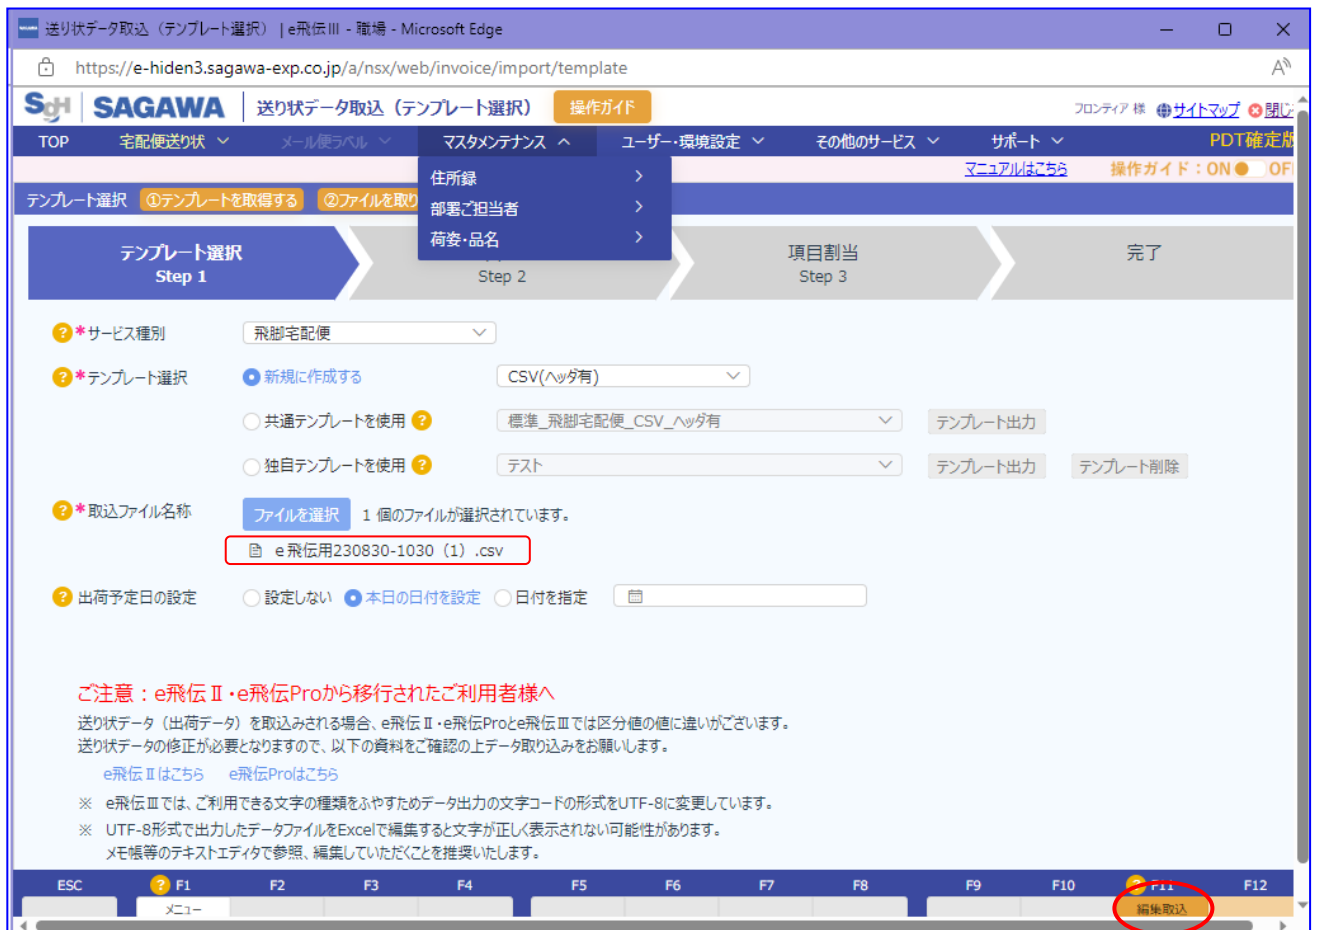 送り状データ取込（テンプレート選択） | e飛伝Ⅲ - 職場 - Microsoft Edge
https://e-hiden3.sagawa-exp.co.jp/a/nsx/web/invoice/import/template
SGH SAGAWA 送り状データ取込（テンプレート選択） 操作ガイド フロンティア 様 サイトマップ 閉じ
TOP 宅配便送り状 メール便ラベル マスタメンテナンス ユーザー・環境設定 その他のサービス サポート PDT確定版
マニュアルはこちら 操作ガイド：ON OF
住所録
部署ご担当者
荷姿・品名
テンプレート選択 ①テンプレートを取得する ②ファイルを取り
テンプレート選択
Step 1
Step 2
項目割当
Step 3
完了
?*サービス種別 飛脚宅配便
?*テンプレート選択 新規に作成する CSV(ヘッダ有)
共通テンプレートを使用 ? 標準_飛脚宅配便_CSV_ヘッダ有 テンプレート出力
独自テンプレートを使用 ? テスト テンプレート出力 テンプレート削除
?*取込ファイル名称 ファイルを選択 1 個のファイルが選択されています。
e飛伝用230830-1030（1）.csv
? 出荷予定日の設定 設定しない 本日の日付を設定 日付を指定
ご注意：e飛伝Ⅱ・e飛伝Proから移行されたご利用者様へ
送り状データ（出荷データ）を取込みされる場合、e飛伝Ⅱ・e飛伝Proとe飛伝Ⅲでは区分値の値に違いがございます。
送り状データの修正が必要となりますので、以下の資料をご確認の上データ取り込みをお願いします。
e飛伝Ⅱはこちら e飛伝Proはこちら
※ e飛伝Ⅲでは、ご利用できる文字の種類をふやすためデータ出力の文字コードの形式をUTF-8に変更しています。
※ UTF-8形式で出力したデータファイルをExcelで編集すると文字が正しく表示されない可能性があります。
メモ帳等のテキストエディタで参照、編集していただくことを推奨いたします。
ESC ? F1 F2 F3 F4 F5 F6 F7 F8 F9 F10 ? F11 F12
メニュー 編集取込